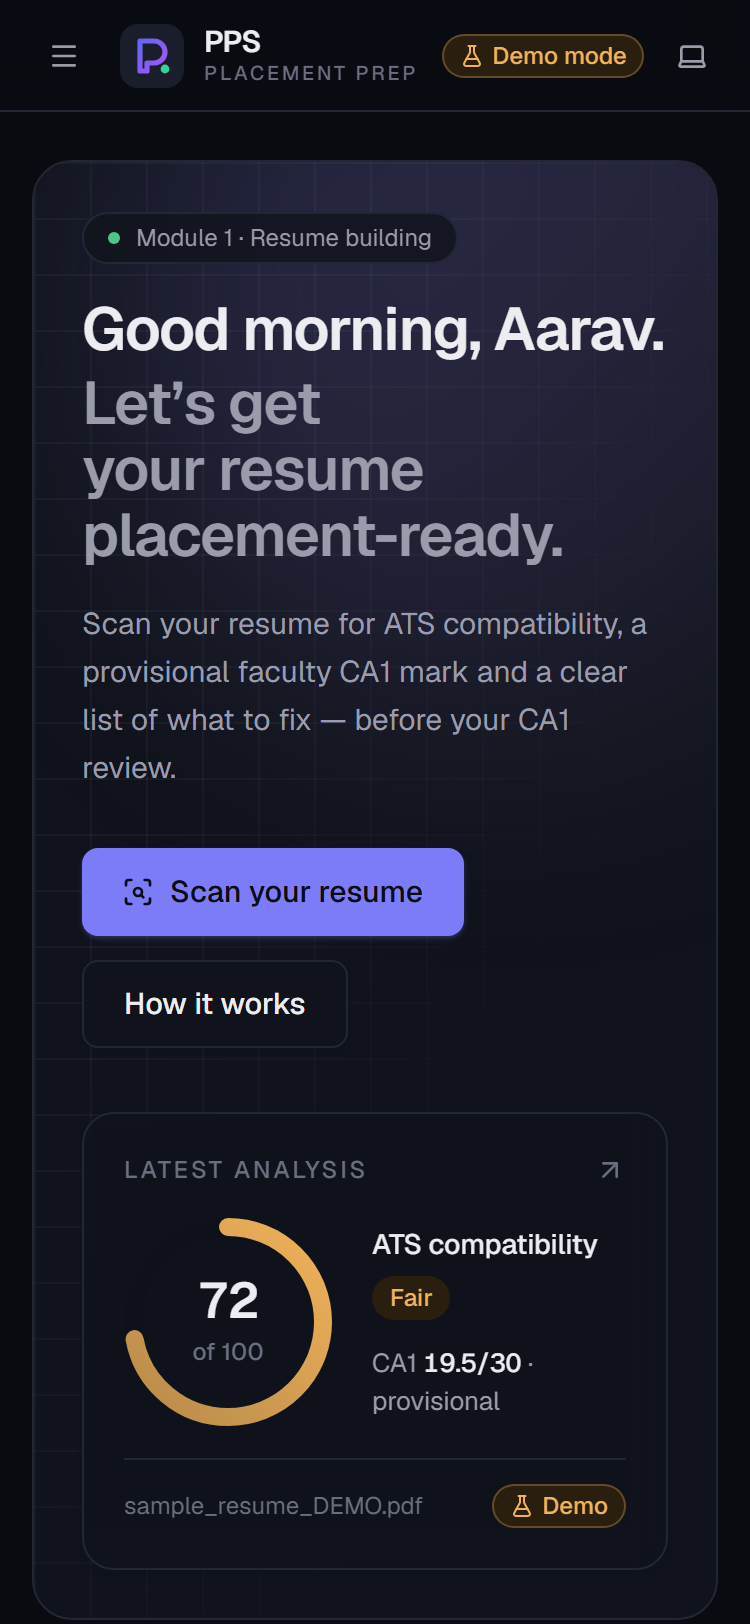 PPS
PLACEMENT PREP
Demo mode
Module 1 · Resume building
Good morning, Aarav.
Let’s get
your resume
placement-ready.
Scan your resume for ATS compatibility, a
provisional faculty CA1 mark and a clear
list of what to fix — before your CA1
review.
Scan your resume
How it works
LATEST ANALYSIS
72
of 100
ATS compatibility
Fair
CA1 19.5/30 ·
provisional
sample_resume_DEMO.pdf
Demo